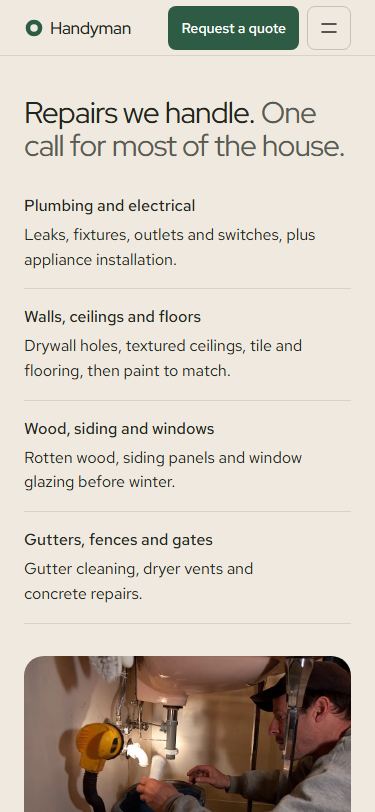 Handyman
Request a quote
Repairs we handle. One
call for most of the house.
Plumbing and electrical
Leaks, fixtures, outlets and switches, plus
appliance installation.
Walls, ceilings and floors
Drywall holes, textured ceilings, tile and
flooring, then paint to match.
Wood, siding and windows
Rotten wood, siding panels and window
glazing before winter.
Gutters, fences and gates
Gutter cleaning, dryer vents and
concrete repairs.